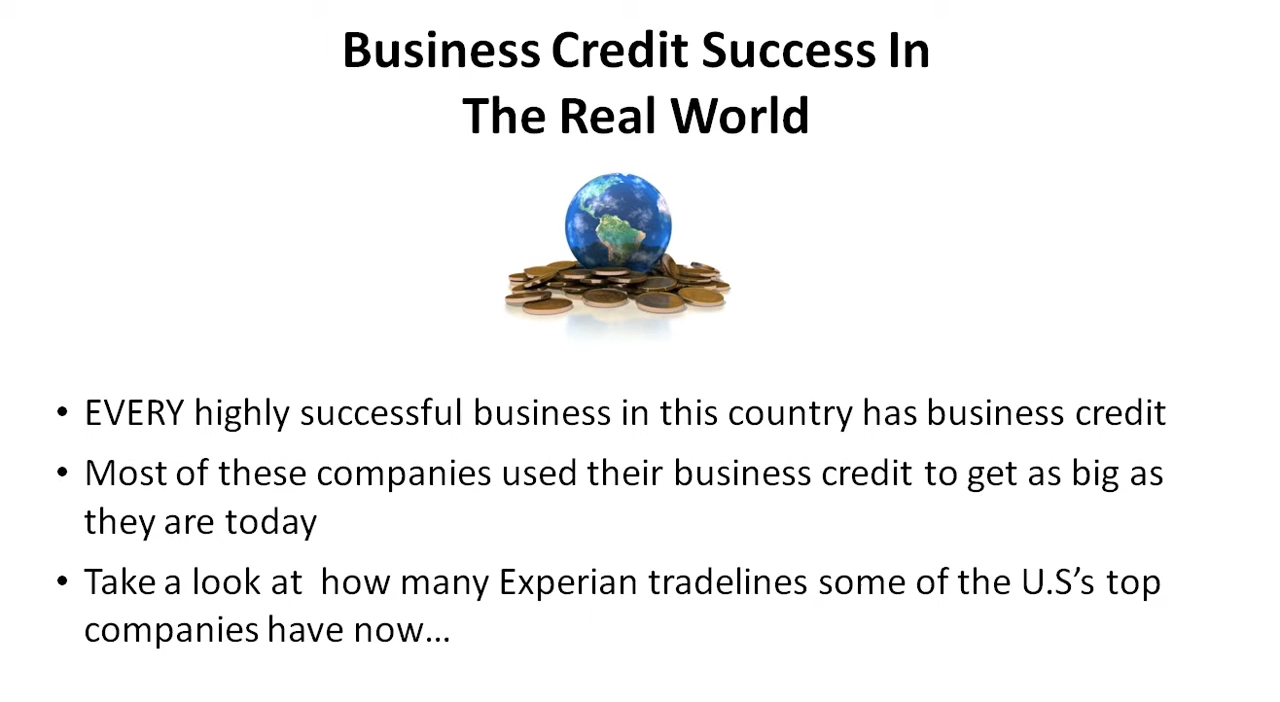 Business Credit Success In
The Real World
• EVERY highly successful business in this country has business credit
• Most of these companies used their business credit to get as big as
they are today
• Take a look at  how many Experian tradelines some of the U.S’s top
companies have now…